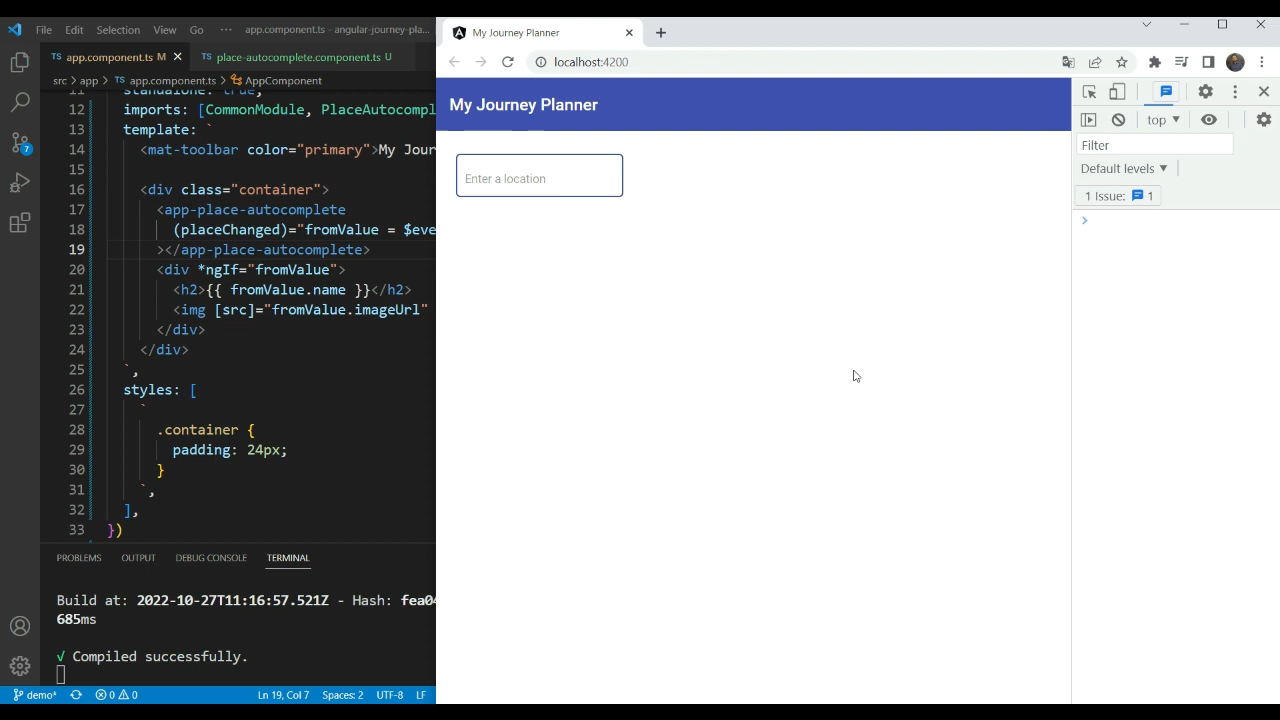 File Edit Selection View Go ··· app.component.ts - angular-journey-pla...
TS app.component.ts M
TS place-autocomplete.component.ts U
src > app > TS app.component.ts > AppComponent
11 standalone: true,
12 imports: [CommonModule, PlaceAutocompl
13 template: `
14 <mat-toolbar color="primary">My Jour
15
16 <div class="container">
17 <app-place-autocomplete
18 (placeChanged)="fromValue = $eve
19 ></app-place-autocomplete>
20 <div *ngIf="fromValue">
21 <h2>{{ fromValue.name }}</h2>
22 <img [src]="fromValue.imageUrl"
23 </div>
24 </div>
25 `,
26 styles: [
27 `
28 .container {
29 padding: 24px;
30 }
31 `,
32 ],
33 })
7
PROBLEMS OUTPUT DEBUG CONSOLE TERMINAL
Build at: 2022-10-27T11:16:57.521Z - Hash: fea04
685ms
√ Compiled successfully.
demo* 0 0 Ln 19, Col 7 Spaces: 2 UTF-8 LF
My Journey Planner
localhost:4200
My Journey Planner
Enter a location
top
Filter
Default levels
1 Issue: 1